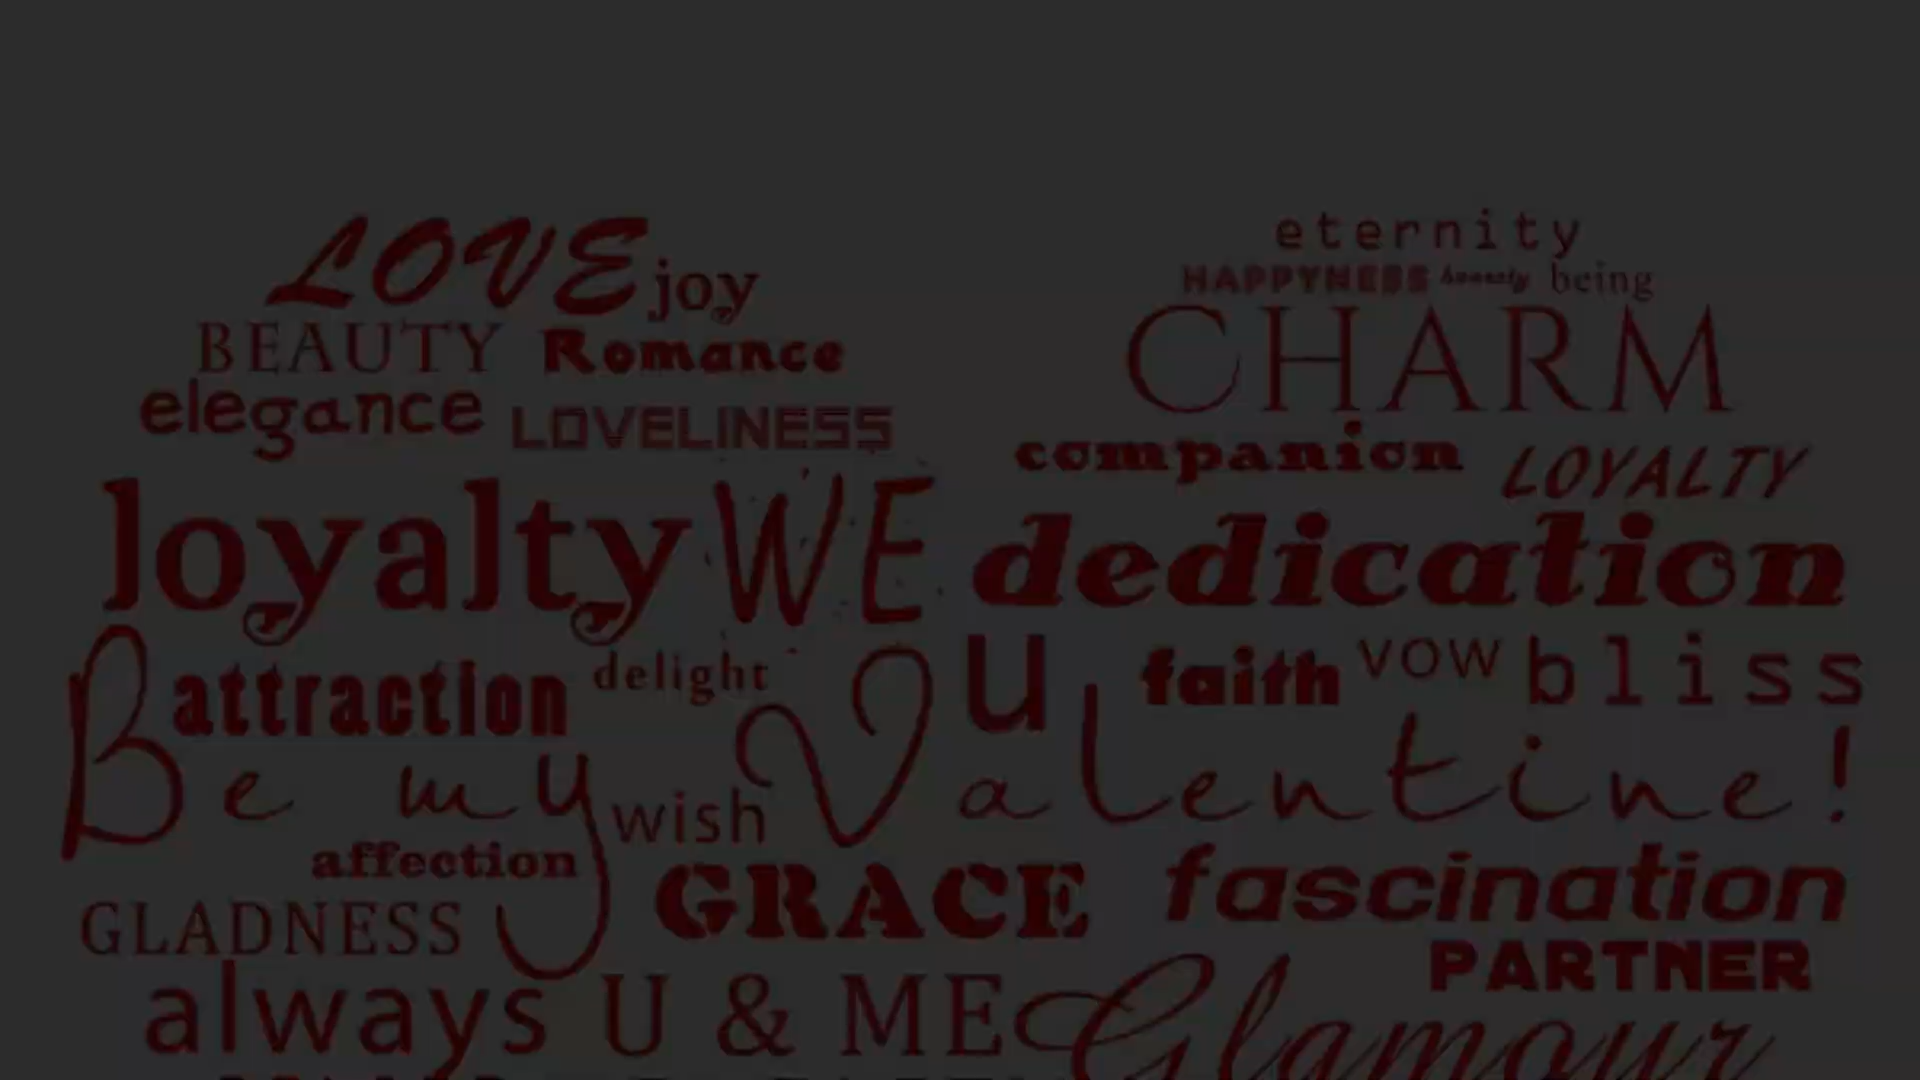 LOVE joy
BEAUTY Romance
elegance LOVELINESS
loyalty WE
eternity
HAPPYNESS honesty being
CHARM
companion LOYALTY
dedication
attraction delight
U faith VOW bliss
Be my Valentine!
wish
affection
GLADNESS GRACE
fascination
PARTNER
always U & ME
Glamour